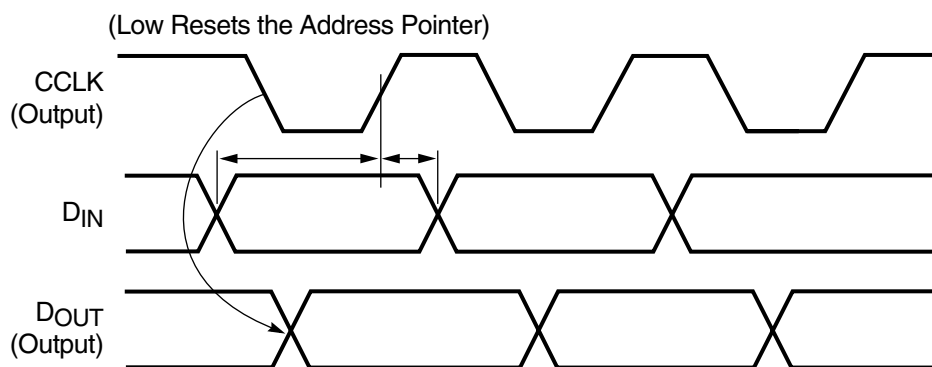 (Low Resets the Address Pointer)
CCLK
(Output)
DIN
DOUT
(Output)